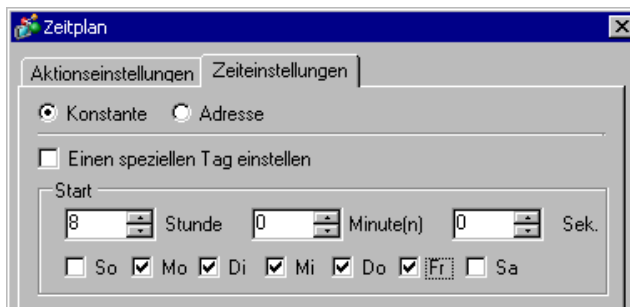 Zeitplan
Aktionseinstellungen Zeiteinstellungen
Konstante Adresse
Einen speziellen Tag einstellen
Start
8 Stunde 0 Minute(n) 0 Sek.
So Mo Di Mi Do Fr Sa